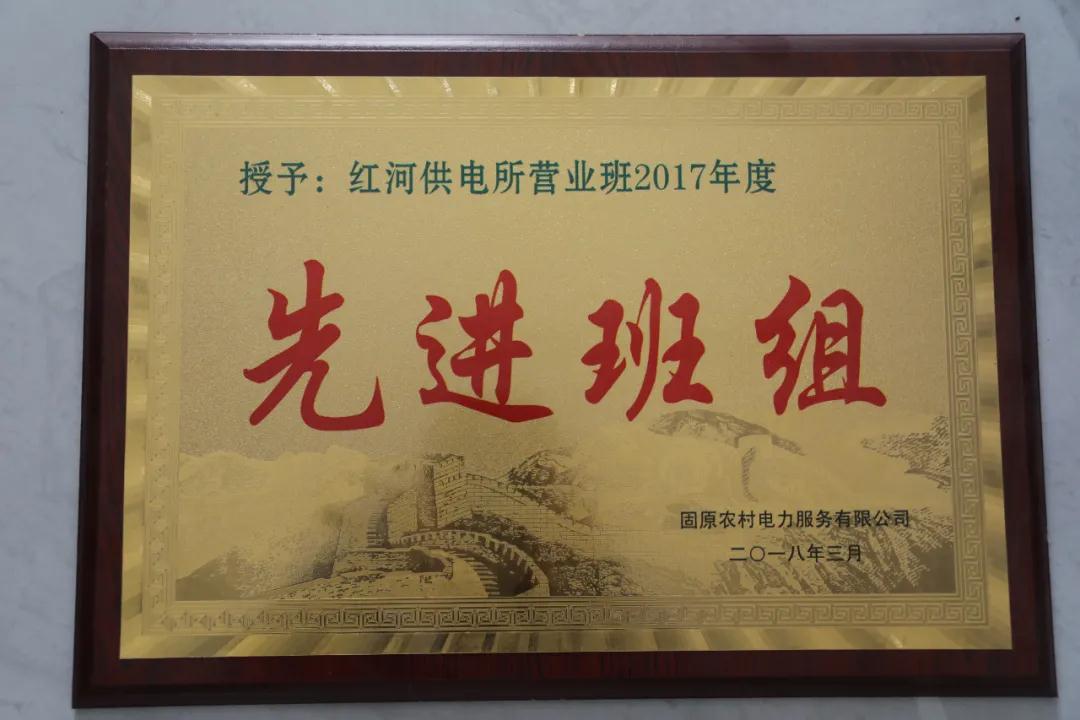 授予：红河供电所营业班2017年度
先进班组
固原农村电力服务有限公司
二〇一八年三月